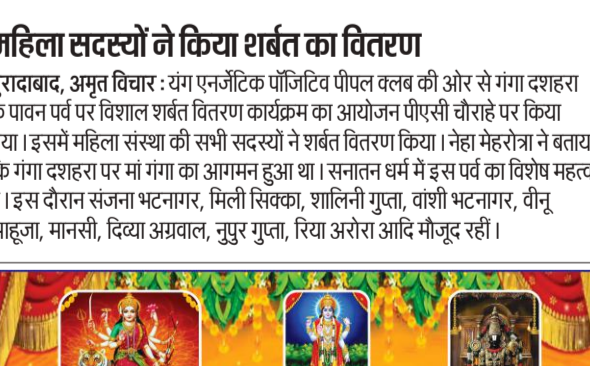 महिला सदस्यों ने किया शर्बत का वितरण
मुरादाबाद, अमृत विचार : यंग एनर्जेटिक पॉजिटिव पीपल क्लब की ओर से गंगा दशहरा
के पावन पर्व पर विशाल शर्बत वितरण कार्यक्रम का आयोजन पीएसी चौराहे पर किया
गया। इसमें महिला संस्था की सभी सदस्यों ने शर्बत वितरण किया। नेहा मेहरोत्रा ने बताया
कि गंगा दशहरा पर मां गंगा का आगमन हुआ था। सनातन धर्म में इस पर्व का विशेष महत्व
। इस दौरान संजना भटनागर, मिली सिक्का, शालिनी गुप्ता, वांशी भटनागर, वीनू
आहूजा, मानसी, दिव्या अग्रवाल, नुपुर गुप्ता, रिया अरोरा आदि मौजूद रहीं।